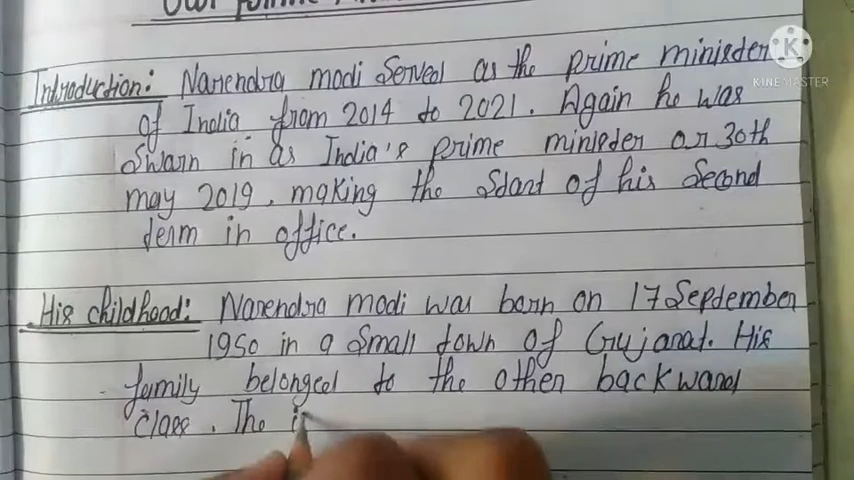 Our prime
K
KINEMASTER
Introduction: Narendra modi Served as the prime minister
of India from 2014 to 2021. Again he was
Swarn in as India's prime minister on 30th
may 2019, making the Start of his Second
term in office.
His childhood: Narendra modi was born on 17 September
1950 in a small town of Gujarat. His
family belonged to the other backward
class. The i